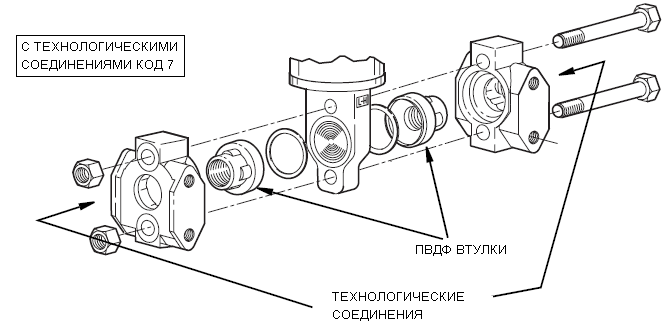 С ТЕХНОЛОГИЧЕСКИМИ
СОЕДИНЕНИЯМИ КОД 7
ПВДФ ВТУЛКИ
ТЕХНОЛОГИЧЕСКИЕ
СОЕДИНЕНИЯ